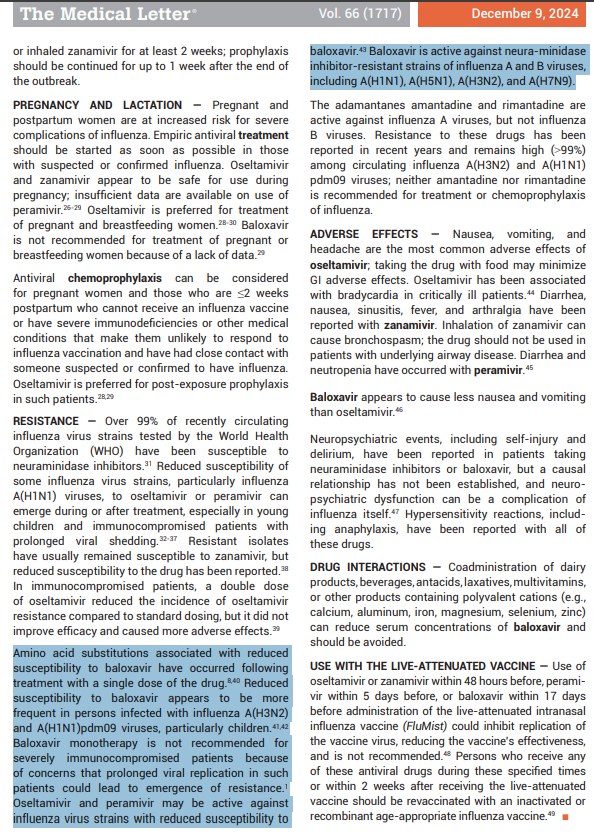 The Medical Letter®
Vol. 66 (1717)
December 9, 2024
or inhaled zanamivir for at least 2 weeks; prophylaxis
should be continued for up to 1 week after the end of
the outbreak.
PREGNANCY AND LACTATION — Pregnant and
postpartum women are at increased risk for severe
complications of influenza. Empiric antiviral treatment
should be started as soon as possible in those
with suspected or confirmed influenza. Oseltamivir
and zanamivir appear to be safe for use during
pregnancy; insufficient data are available on use of
peramivir.26-29 Oseltamivir is preferred for treatment
of pregnant and breastfeeding women.28-30 Baloxavir
is not recommended for treatment of pregnant or
breastfeeding women because of a lack of data.29
Antiviral chemoprophylaxis can be considered
for pregnant women and those who are ≤2 weeks
postpartum who cannot receive an influenza vaccine
or have severe immunodeficiencies or other medical
conditions that make them unlikely to respond to
influenza vaccination and have had close contact with
someone suspected or confirmed to have influenza.
Oseltamivir is preferred for post-exposure prophylaxis
in such patients.28,29
RESISTANCE — Over 99% of recently circulating
influenza virus strains tested by the World Health
Organization (WHO) have been susceptible to
neuraminidase inhibitors.31 Reduced susceptibility of
some influenza virus strains, particularly influenza
A(H1N1) viruses, to oseltamivir or peramivir can
emerge during or after treatment, especially in young
children and immunocompromised patients with
prolonged viral shedding.32-37 Resistant isolates
have usually remained susceptible to zanamivir, but
reduced susceptibility to the drug has been reported.38
In immunocompromised patients, a double dose
of oseltamivir reduced the incidence of oseltamivir
resistance compared to standard dosing, but it did not
improve efficacy and caused more adverse effects.39
Amino acid substitutions associated with reduced
susceptibility to baloxavir have occurred following
treatment with a single dose of the drug.8,40 Reduced
susceptibility to baloxavir appears to be more
frequent in persons infected with influenza A(H3N2)
and A(H1N1)pdm09 viruses, particularly children.41,42
Baloxavir monotherapy is not recommended for
severely immunocompromised patients because
of concerns that prolonged viral replication in such
patients could lead to emergence of resistance.1
Oseltamivir and peramivir may be active against
influenza virus strains with reduced susceptibility to
baloxavir.43 Baloxavir is active against neura-minidase
inhibitor-resistant strains of influenza A and B viruses,
including A(H1N1), A(H5N1), A(H3N2), and A(H7N9).
The adamantanes amantadine and rimantadine are
active against influenza A viruses, but not influenza
B viruses. Resistance to these drugs has been
reported in recent years and remains high (>99%)
among circulating influenza A(H3N2) and A(H1N1)
pdm09 viruses; neither amantadine nor rimantadine
is recommended for treatment or chemoprophylaxis
of influenza.
ADVERSE EFFECTS — Nausea, vomiting, and
headache are the most common adverse effects of
oseltamivir; taking the drug with food may minimize
GI adverse effects. Oseltamivir has been associated
with bradycardia in critically ill patients.44 Diarrhea,
nausea, sinusitis, fever, and arthralgia have been
reported with zanamivir. Inhalation of zanamivir can
cause bronchospasm; the drug should not be used in
patients with underlying airway disease. Diarrhea and
neutropenia have occurred with peramivir.45
Baloxavir appears to cause less nausea and vomiting
than oseltamivir.46
Neuropsychiatric events, including self-injury and
delirium, have been reported in patients taking
neuraminidase inhibitors or baloxavir, but a causal
relationship has not been established, and neuro-
psychiatric dysfunction can be a complication of
influenza itself.47 Hypersensitivity reactions, includ-
ing anaphylaxis, have been reported with all of
these drugs.
DRUG INTERACTIONS — Coadministration of dairy
products, beverages, antacids, laxatives, multivitamins,
or other products containing polyvalent cations (e.g.,
calcium, aluminum, iron, magnesium, selenium, zinc)
can reduce serum concentrations of baloxavir and
should be avoided.
USE WITH THE LIVE-ATTENUATED VACCINE — Use of
oseltamivir or zanamivir within 48 hours before, perami-
vir within 5 days before, or baloxavir within 17 days
before administration of the live-attenuated intranasal
influenza vaccine (FluMist) could inhibit replication of
the vaccine virus, reducing the vaccine's effectiveness,
and is not recommended.48 Persons who receive any
of these antiviral drugs during these specified times
or within 2 weeks after receiving the live-attenuated
vaccine should be revaccinated with an inactivated or
recombinant age-appropriate influenza vaccine.49 ■